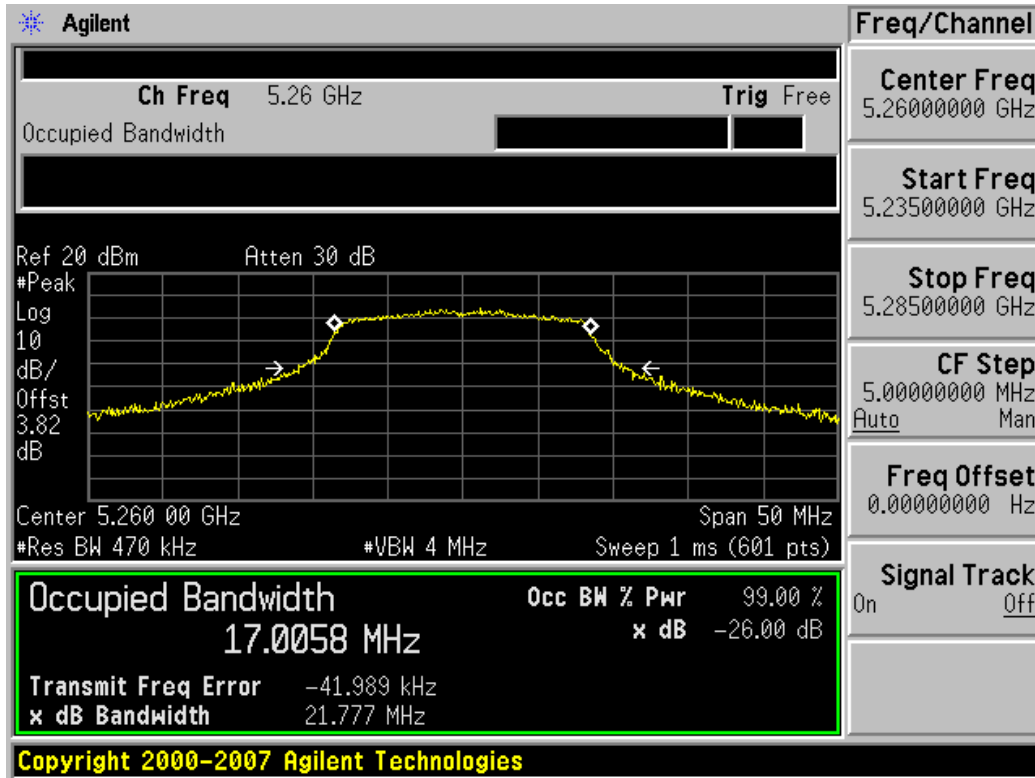 Agilent
Freq/Channel
Ch Freq 5.26 GHz Trig Free
Occupied Bandwidth
Center Freq
5.26000000 GHz
Start Freq
5.23500000 GHz
Stop Freq
5.28500000 GHz
CF Step
5.00000000 MHz
Auto Man
Freq Offset
0.00000000 Hz
Signal Track
On Off
Ref 20 dBm Atten 30 dB
#Peak
Log
10
dB/
Offst
3.82
dB
Center 5.260 00 GHz Span 50 MHz
#Res BW 470 kHz #VBW 4 MHz Sweep 1 ms (601 pts)
Occupied Bandwidth Occ BW % Pwr 99.00 %
17.0058 MHz x dB -26.00 dB
Transmit Freq Error -41.989 kHz
x dB Bandwidth 21.777 MHz
Copyright 2000-2007 Agilent Technologies